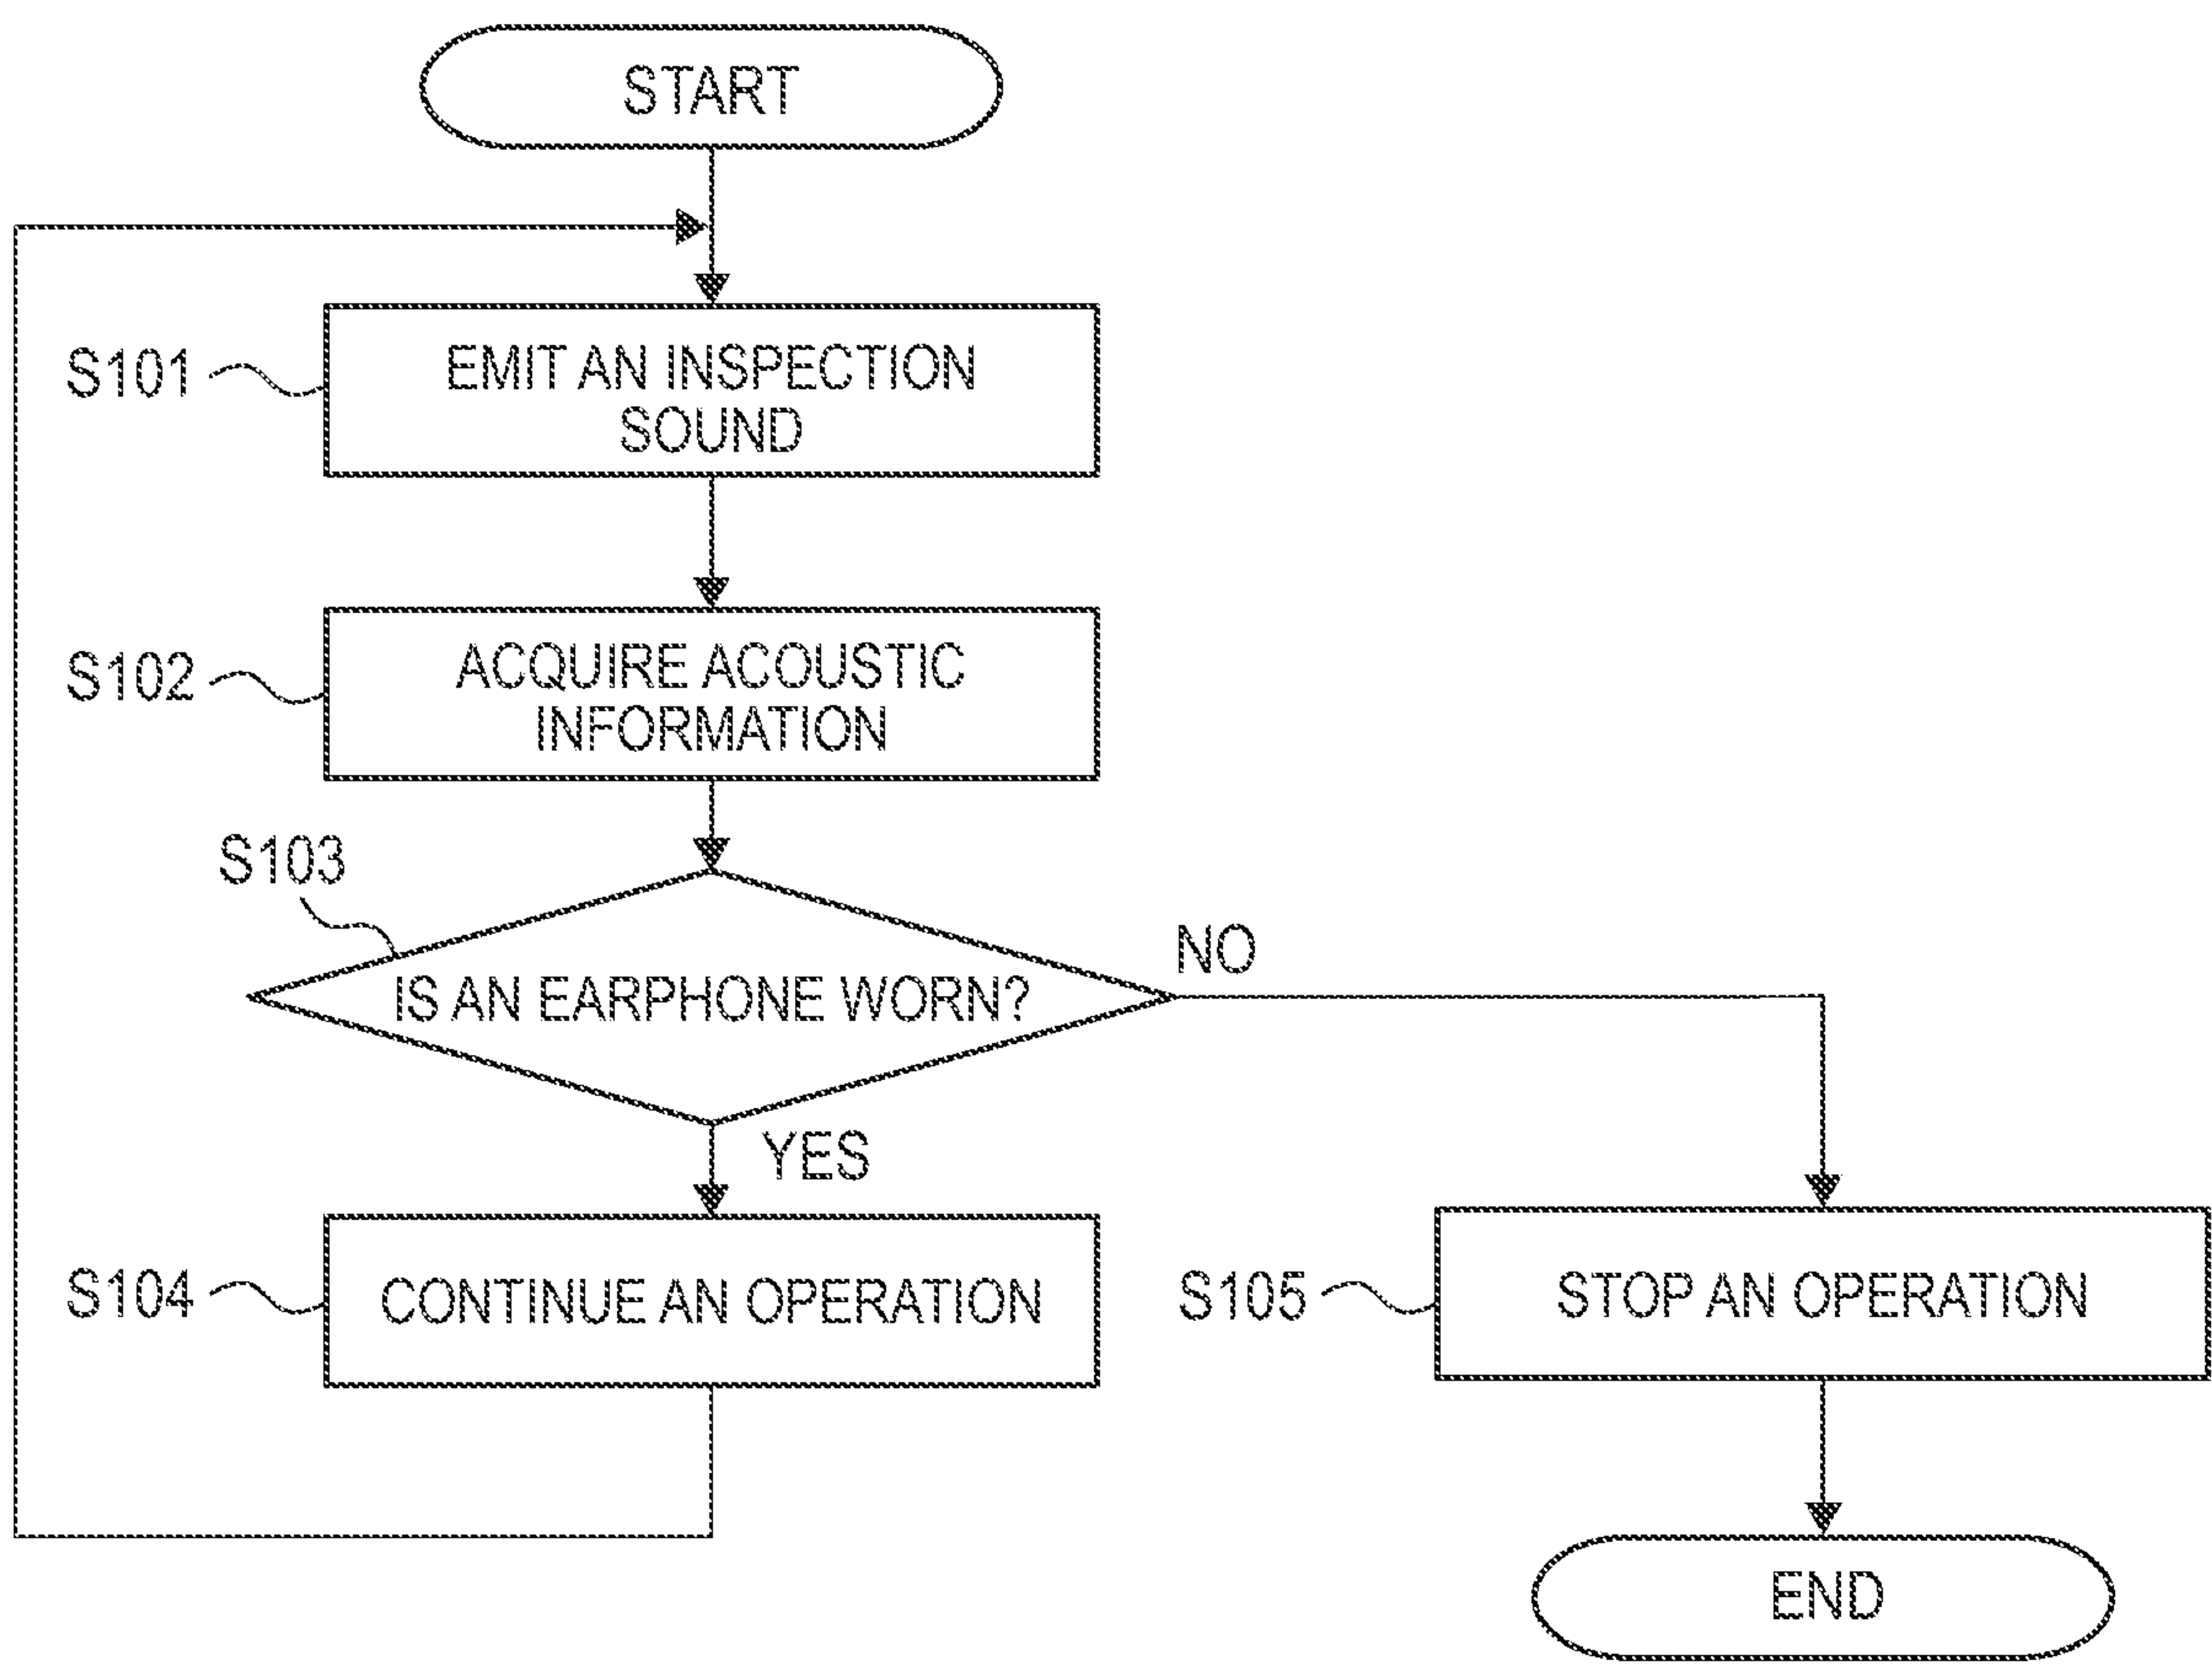 START
S101
EMIT AN INSPECTION
SOUND
S102
ACQUIRE ACOUSTIC
INFORMATION
S103
IS AN EARPHONE WORN?
NO
YES
S104
CONTINUE AN OPERATION
S105
STOP AN OPERATION
END